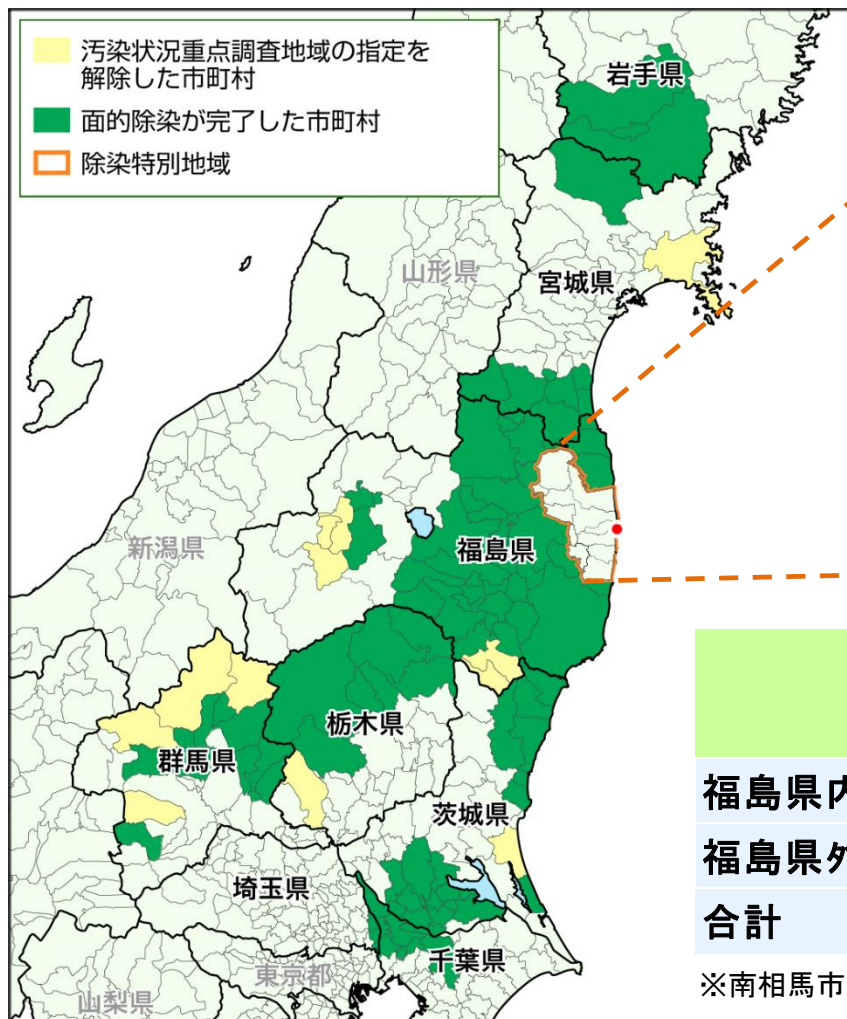 汚染状況重点調査地域の指定を
解除した市町村
面的除染が完了した市町村
除染特別地域
岩手県
山形県
宮城県
新潟県
福島県
栃木県
群馬県
茨城県
埼玉県
千葉県
東京都
山梨県
福島県内
福島県外
合計
※南相馬市